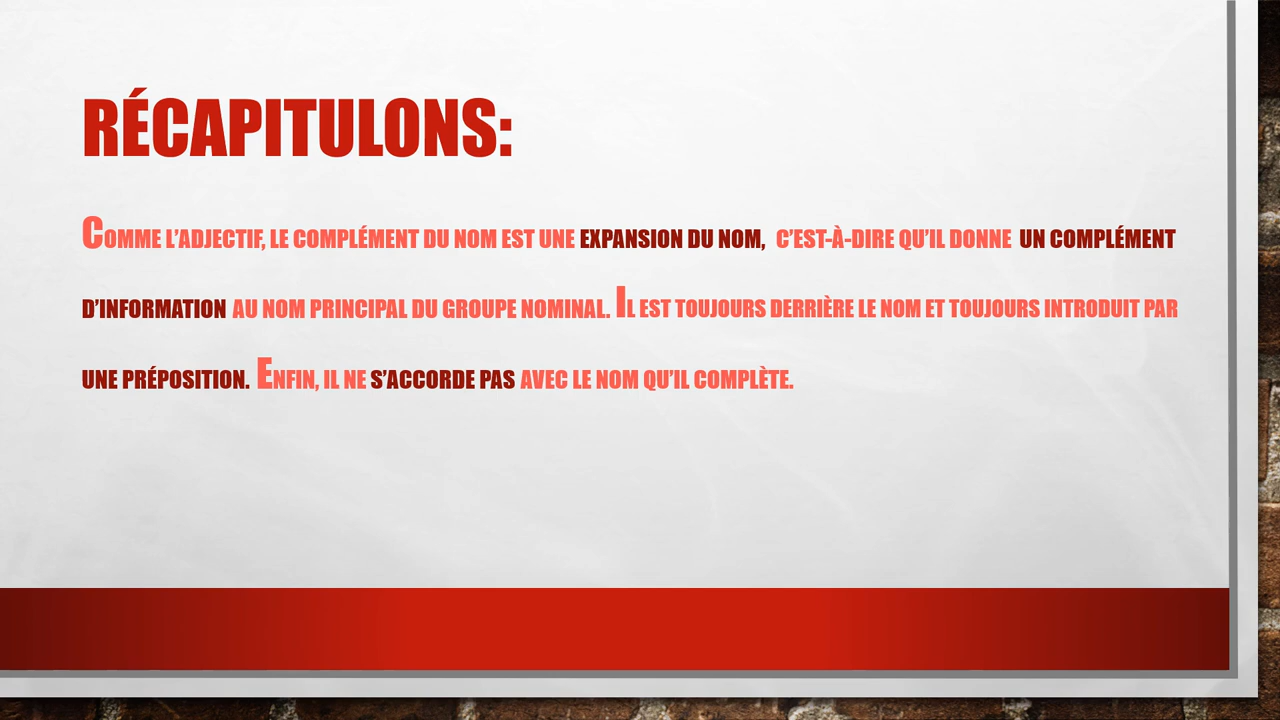 RÉCAPITULONS:
COMME L’ADJECTIF, LE COMPLÉMENT DU NOM EST UNE EXPANSION DU NOM, C’EST-À-DIRE QU’IL DONNE UN COMPLÉMENT
D’INFORMATION AU NOM PRINCIPAL DU GROUPE NOMINAL. IL EST TOUJOURS DERRIÈRE LE NOM ET TOUJOURS INTRODUIT PAR
UNE PRÉPOSITION. ENFIN, IL NE S’ACCORDE PAS AVEC LE NOM QU’IL COMPLÈTE.